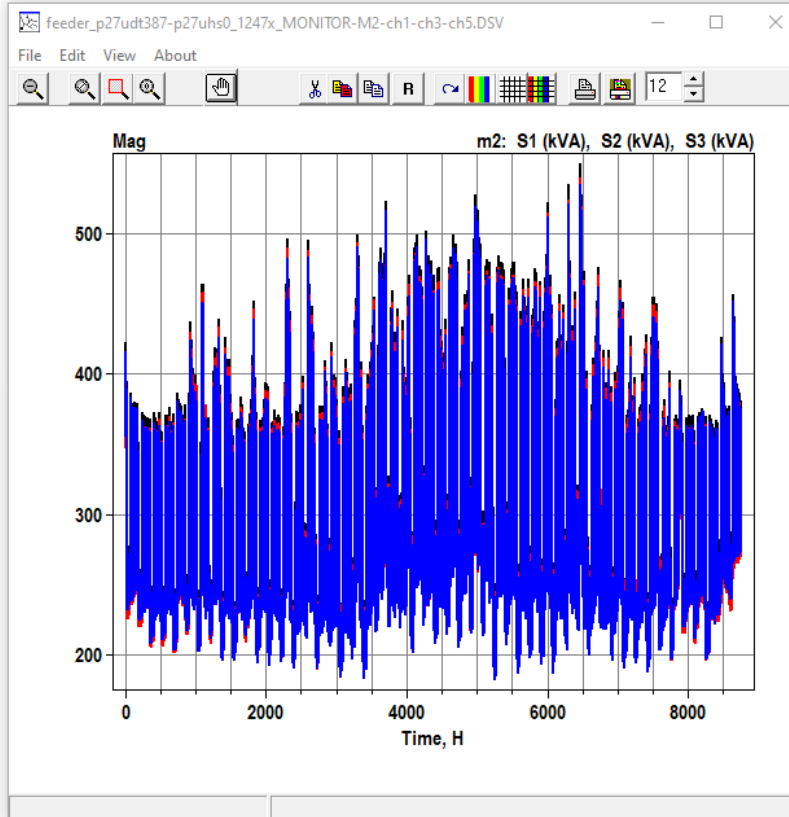 feeder_p27udt387-p27uhs0_1247x_MONITOR-M2-ch1-ch3-ch5.DSV
File Edit View About
R 12
Mag m2: S1 (kVA), S2 (kVA), S3 (kVA)
500
400
300
200
0 2000 4000 6000 8000
Time, H